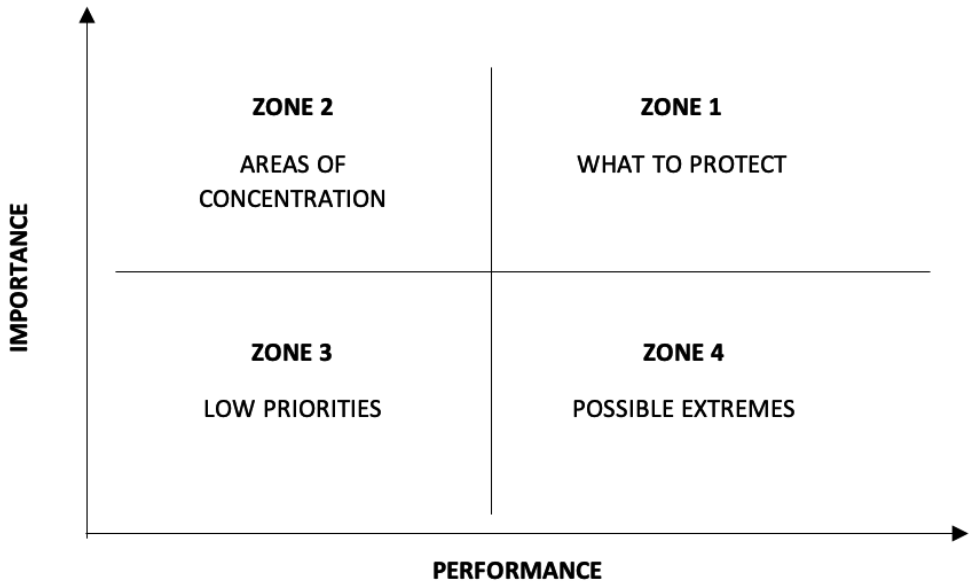 ZONE 2
AREAS OF
CONCENTRATION
ZONE 1
WHAT TO PROTECT
IMPORTANCE
ZONE 3
LOW PRIORITIES
ZONE 4
POSSIBLE EXTREMES
PERFORMANCE